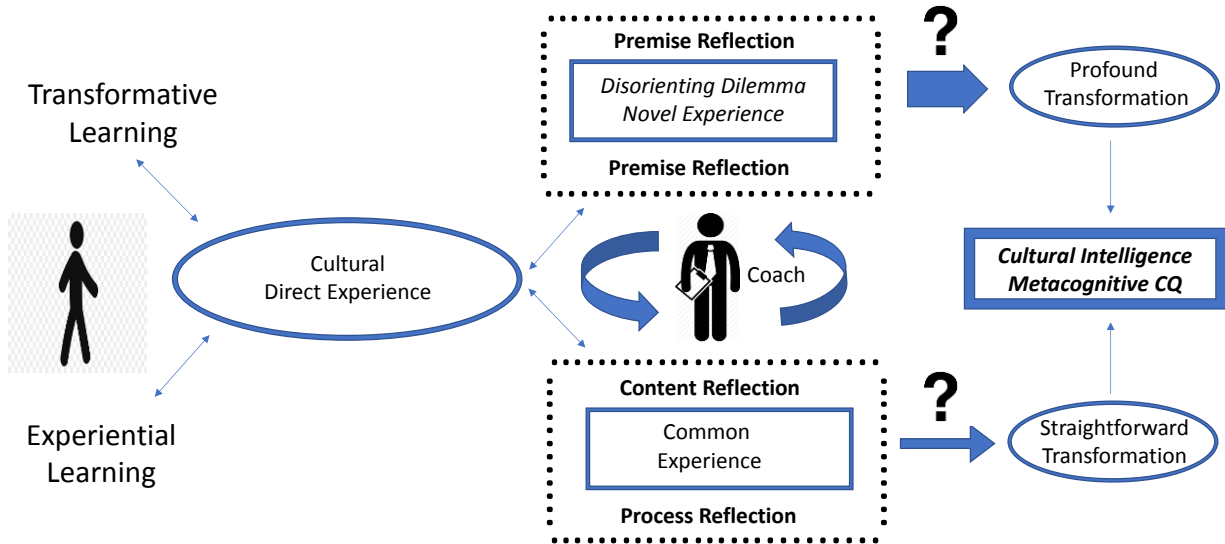 Transformative
Learning
Experiential
Learning
Cultural
Direct Experience
Premise Reflection
Disorienting Dilemma
Novel Experience
Premise Reflection
Coach
Content Reflection
Common
Experience
Process Reflection
?
?
Profound
Transformation
Cultural Intelligence
Metacognitive CQ
Straightforward
Transformation